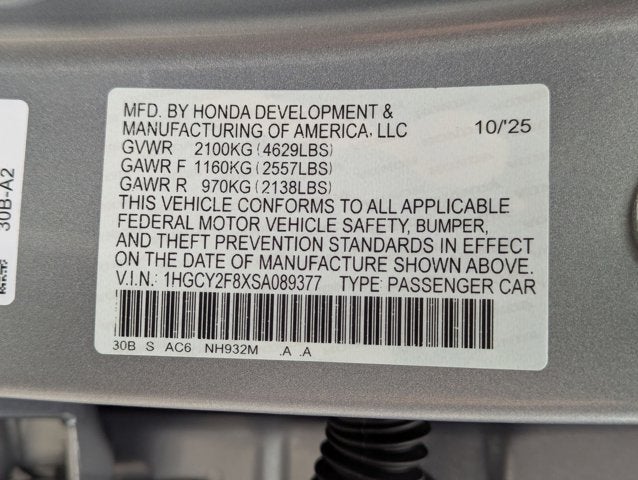 MFD. BY HONDA DEVELOPMENT &
MANUFACTURING OF AMERICA, LLC 10/'25
GVWR 2100KG (4629LBS)
GAWR F 1160KG (2557LBS)
GAWR R 970KG (2138LBS)
THIS VEHICLE CONFORMS TO ALL APPLICABLE
FEDERAL MOTOR VEHICLE SAFETY, BUMPER,
AND THEFT PREVENTION STANDARDS IN EFFECT
ON THE DATE OF MANUFACTURE SHOWN ABOVE.
V.I.N.: 1HGCY2F8XSA089377 TYPE: PASSENGER CAR
30B S AC6 NH932M .A .A
30B-A2